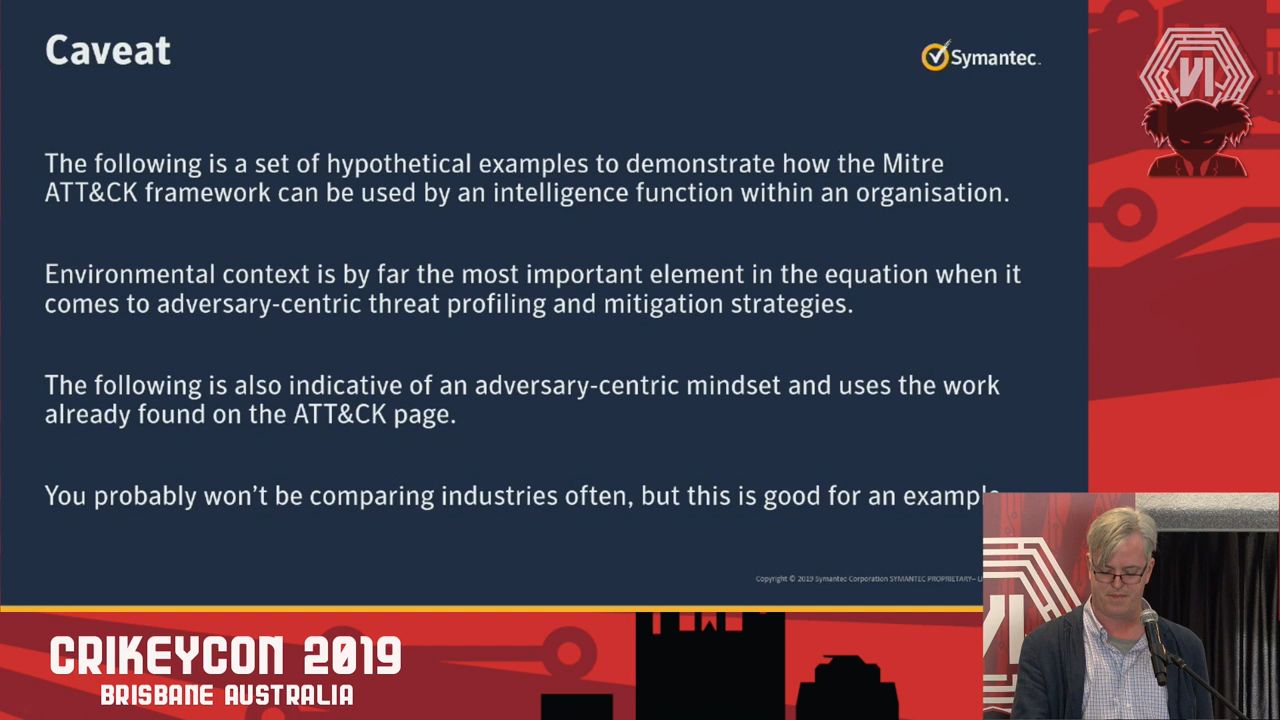 Caveat
Symantec.
The following is a set of hypothetical examples to demonstrate how the Mitre
ATT&CK framework can be used by an intelligence function within an organisation.
Environmental context is by far the most important element in the equation when it
comes to adversary-centric threat profiling and mitigation strategies.
The following is also indicative of an adversary-centric mindset and uses the work
already found on the ATT&CK page.
You probably won't be comparing industries often, but this is good for an
Copyright © 2019 Symantec Corporation SYMANTEC PROPRIETARY–
VI
VI
CRIKEYCON 2019
BRISBANE AUSTRALIA